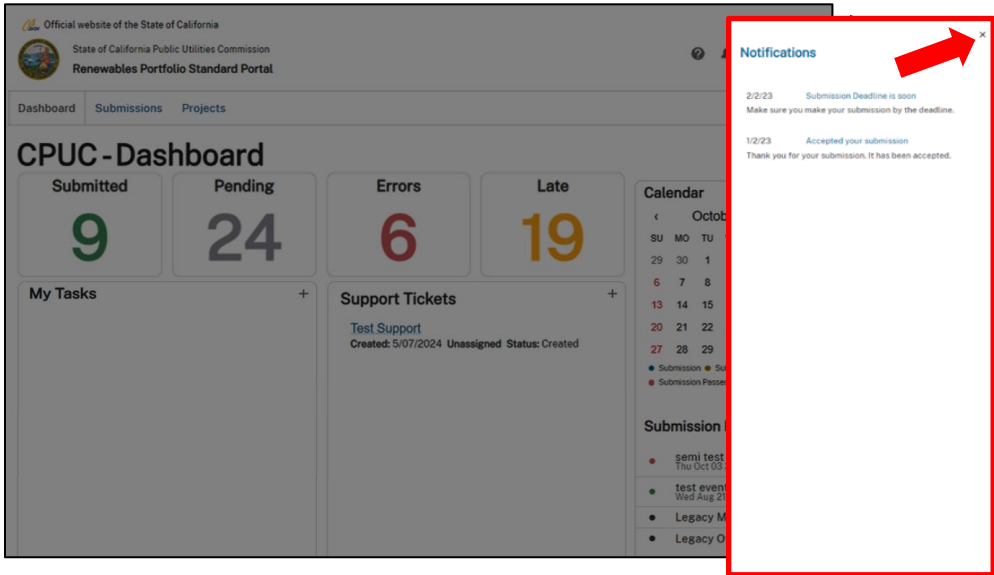 Official website of the State of California
State of California Public Utilities Commission
Renewables Portfolio Standard Portal
Dashboard Submissions Projects
CPUC - Dashboard
Submitted
9
Pending
24
Errors
6
Late
19
My Tasks +
Support Tickets +
Test Support
Created: 5/07/2024 Unassigned Status: Created
Calendar
‹ Octob
SU MO TU
29 30 1
6 7 8
13 14 15
20 21 22
27 28 29
Submission Su
Submission Passe
Submission
semi test
Thu Oct 03
test event
Wed Aug 21
Legacy M
Legacy O
×
Notifications
2/2/23 Submission Deadline is soon
Make sure you make your submission by the deadline.
1/2/23 Accepted your submission
Thank you for your submission. It has been accepted.